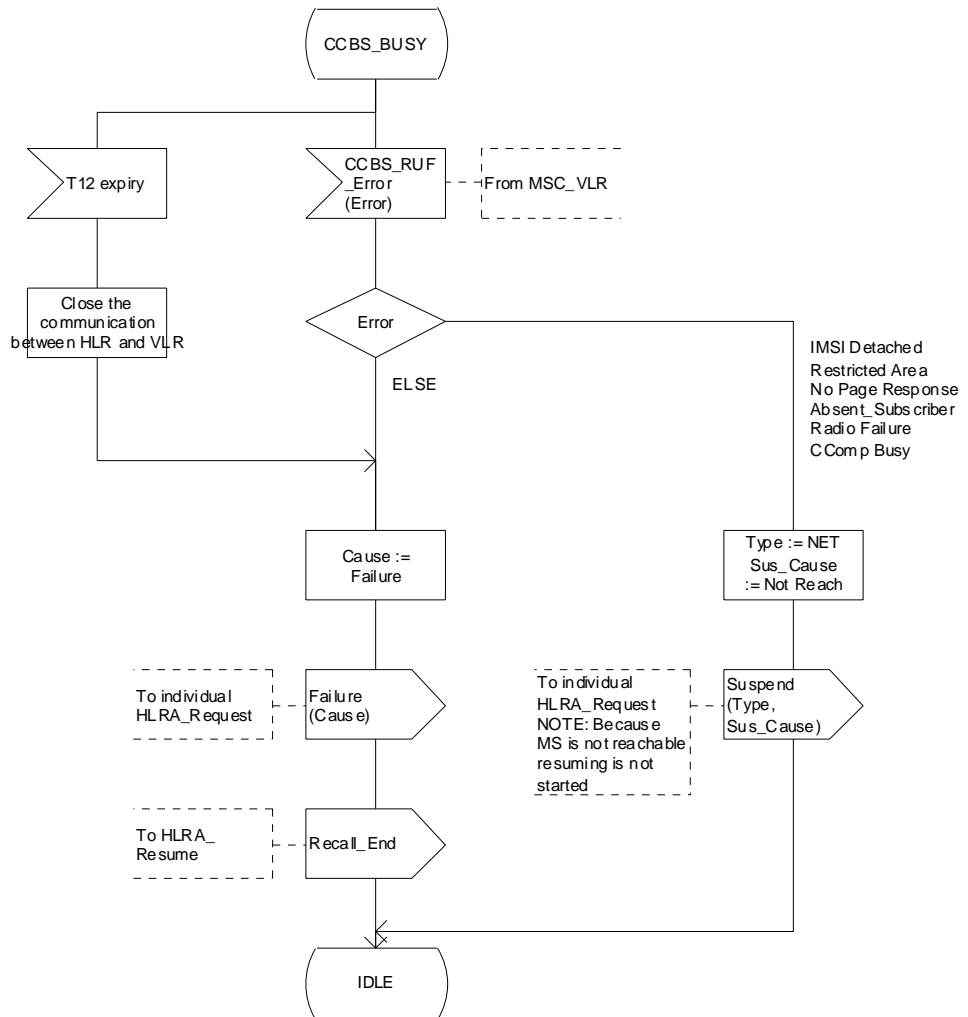 CCBS_BUSY
T12 expiry
CCBS_RUF
_Error
(Error)
From MSC_VLR
Close the
communication
between HLR and VLR
Error
ELSE
IMSI Detached
Restricted Area
No Page Response
Absent_Subscriber
Radio Failure
CComp Busy
Cause :=
Failure
Type := NET
Sus_Cause
:= Not Reach
To individual
HLRA_Request
Failure
(Cause)
To individual
HLRA_Request
NOTE: Because
MS is not reachable
resuming is not
started
Suspend
(Type,
Sus_Cause)
To HLRA_
Resume
Recall_End
IDLE